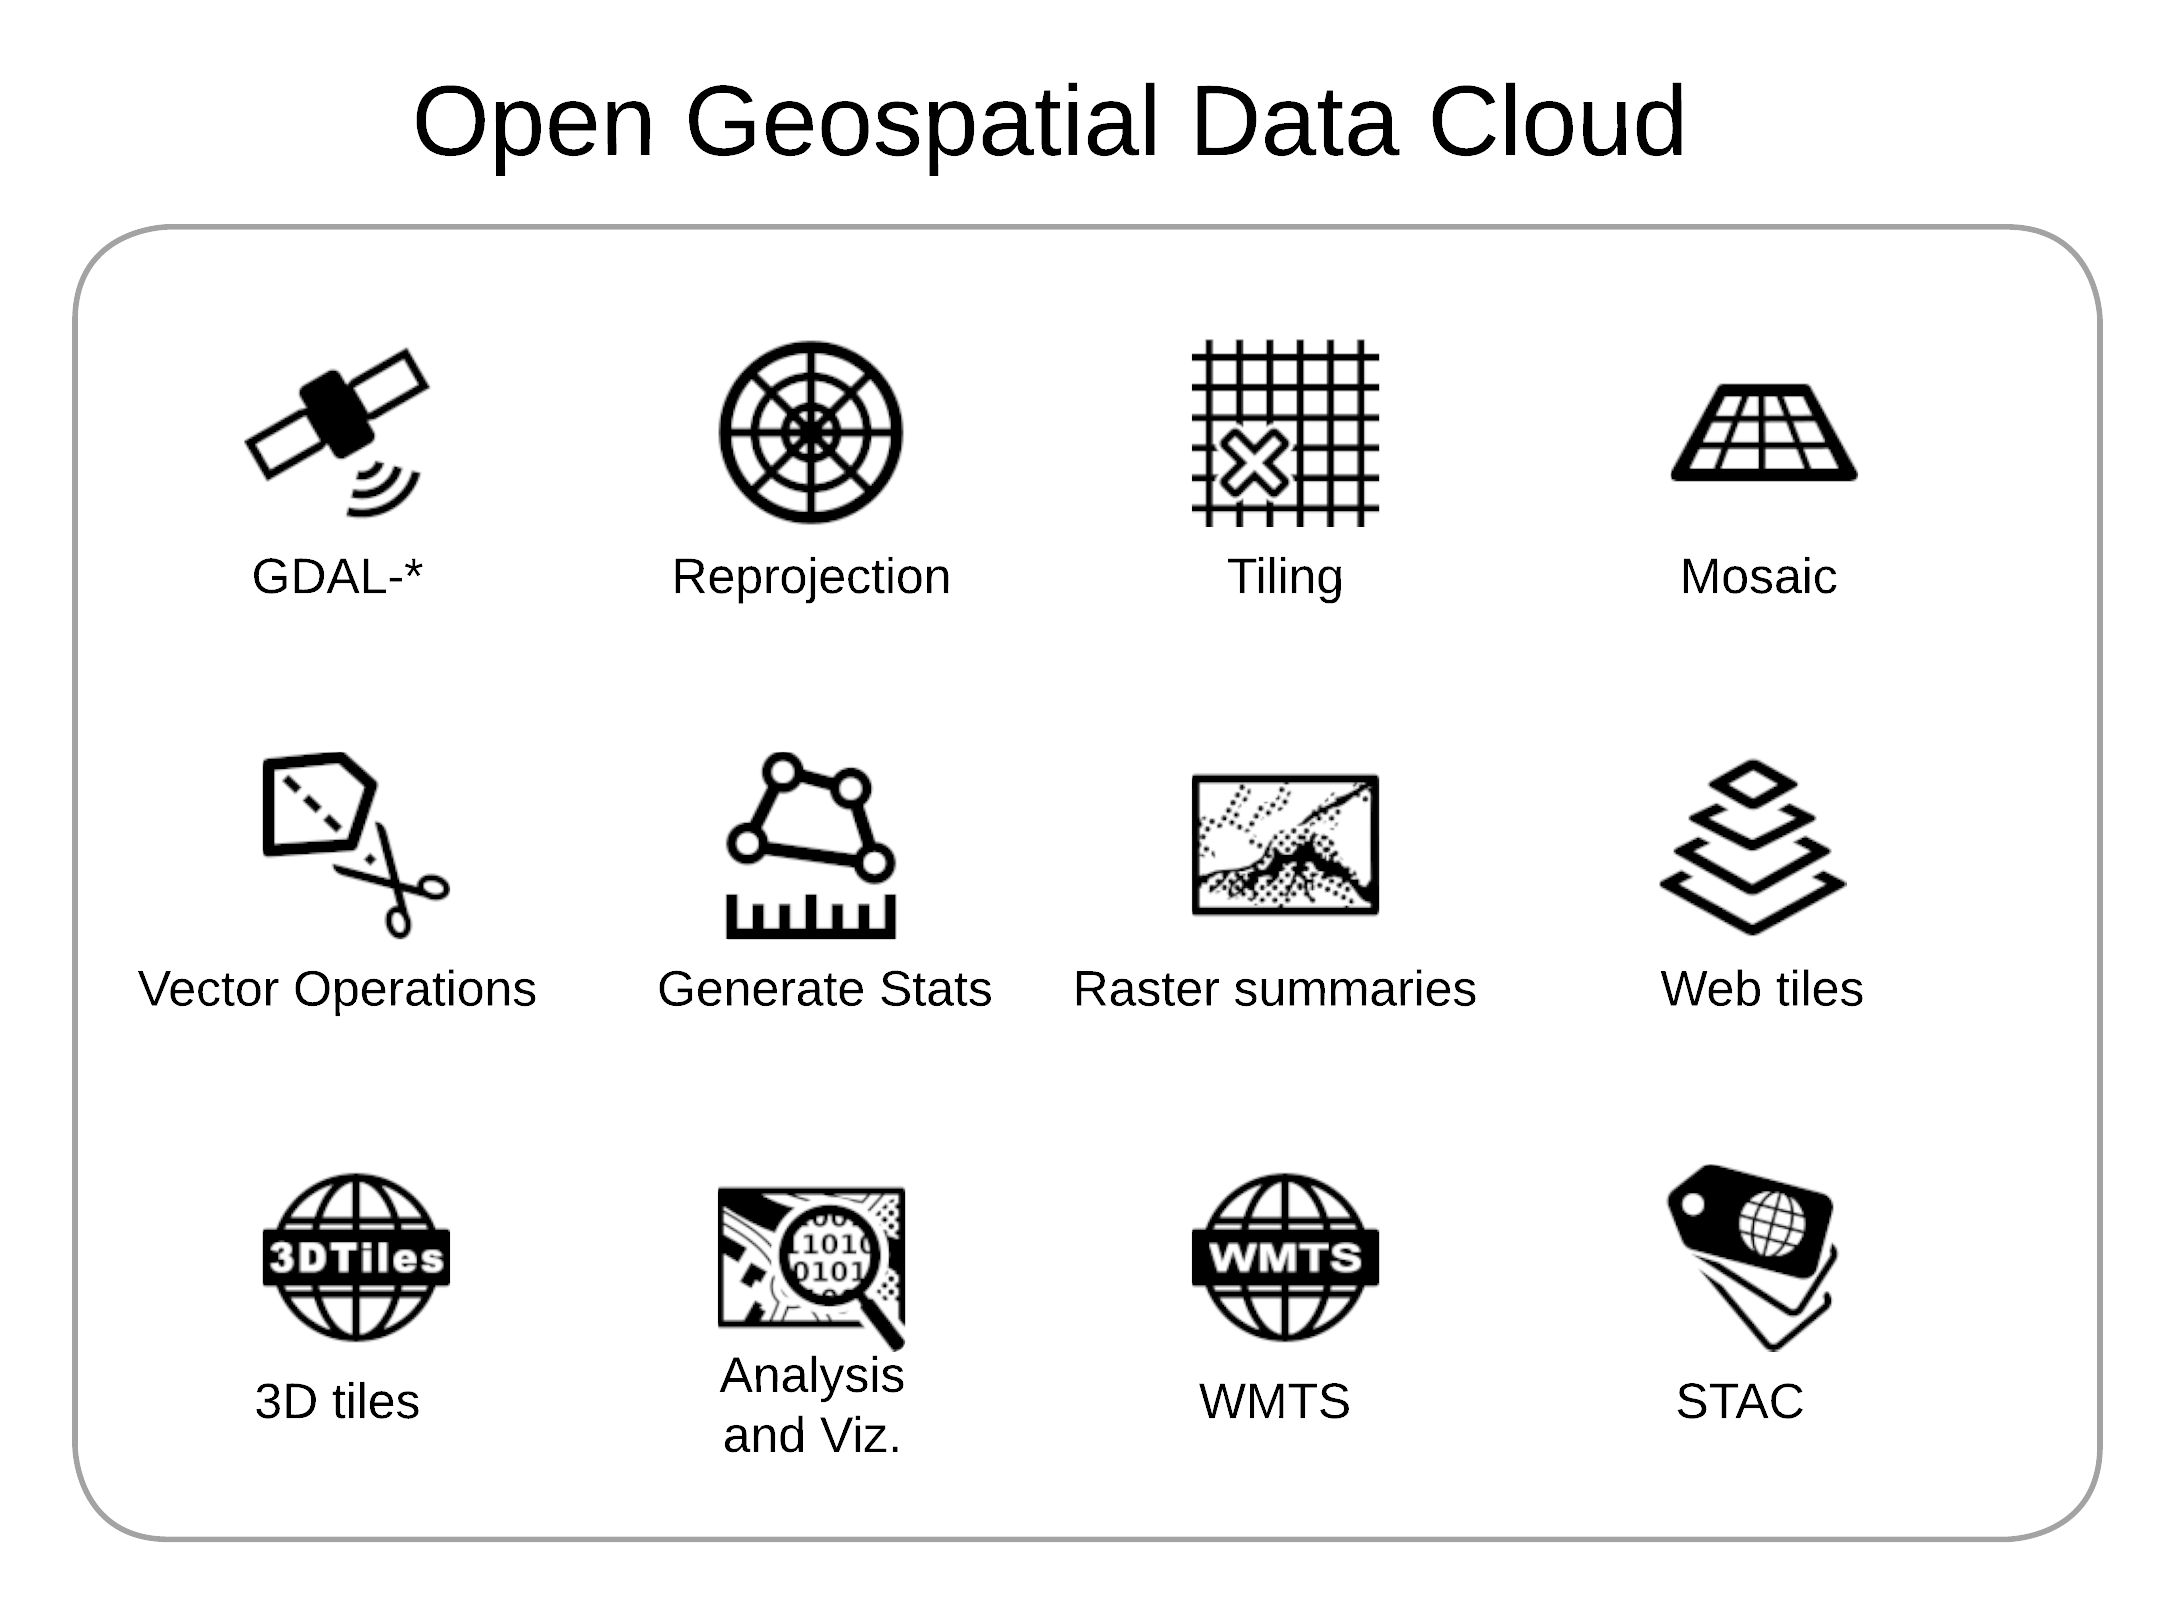 Open Geospatial Data Cloud
GDAL-*
Reprojection
Tiling
Mosaic
Vector Operations
Generate Stats
Raster summaries
Web tiles
3DTiles
11010
0101
WMTS
3D tiles
Analysis
and Viz.
WMTS
STAC